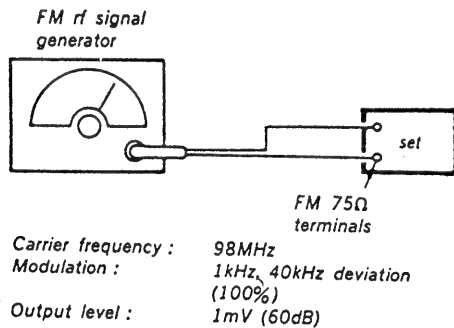 FM rf signal
generator
set
FM 75Ω
terminals
Carrier frequency : 98MHz
Modulation : 1kHz, 40kHz deviation
(100%)
Output level : 1mV (60dB)